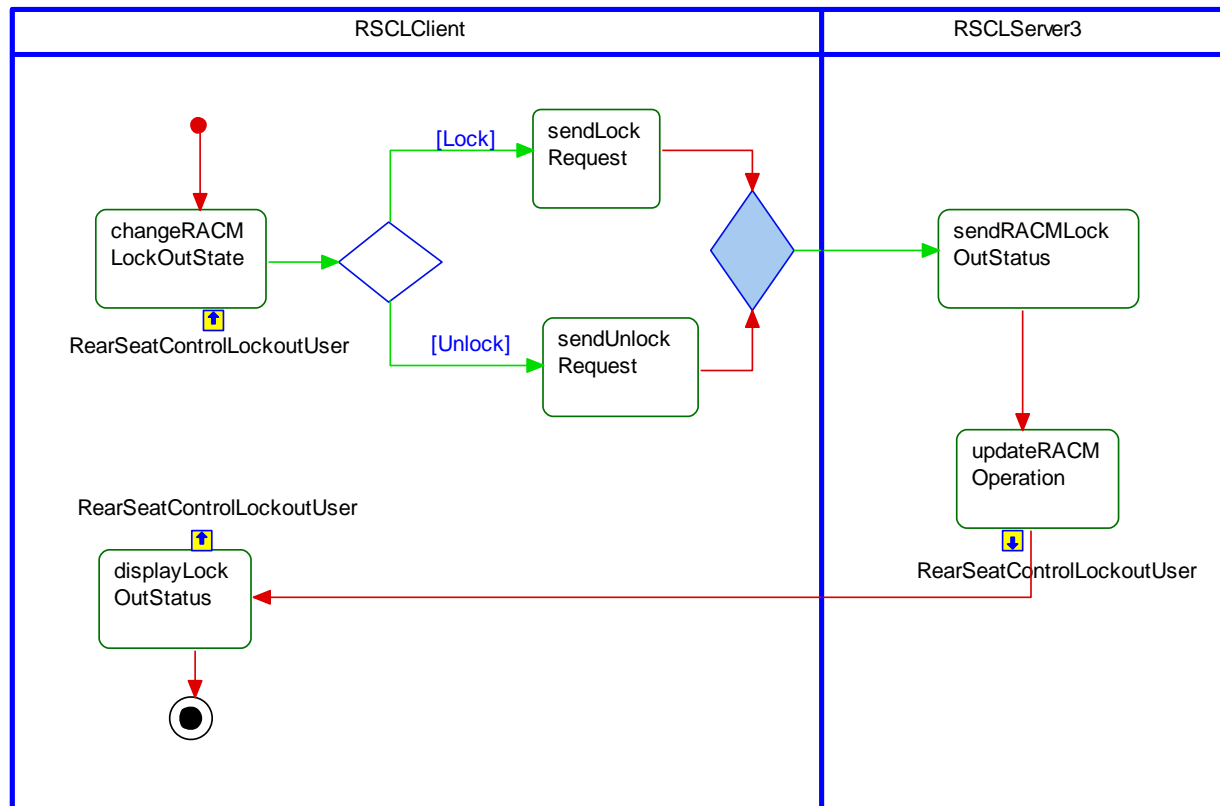 RSCLClient
RSCLServer3
[Lock]
sendLock
Request
changeRACM
LockOutState
sendRACMLock
OutStatus
RearSeatControlLockoutUser
[Unlock]
sendUnlock
Request
updateRACM
Operation
RearSeatControlLockoutUser
RearSeatControlLockoutUser
displayLock
OutStatus